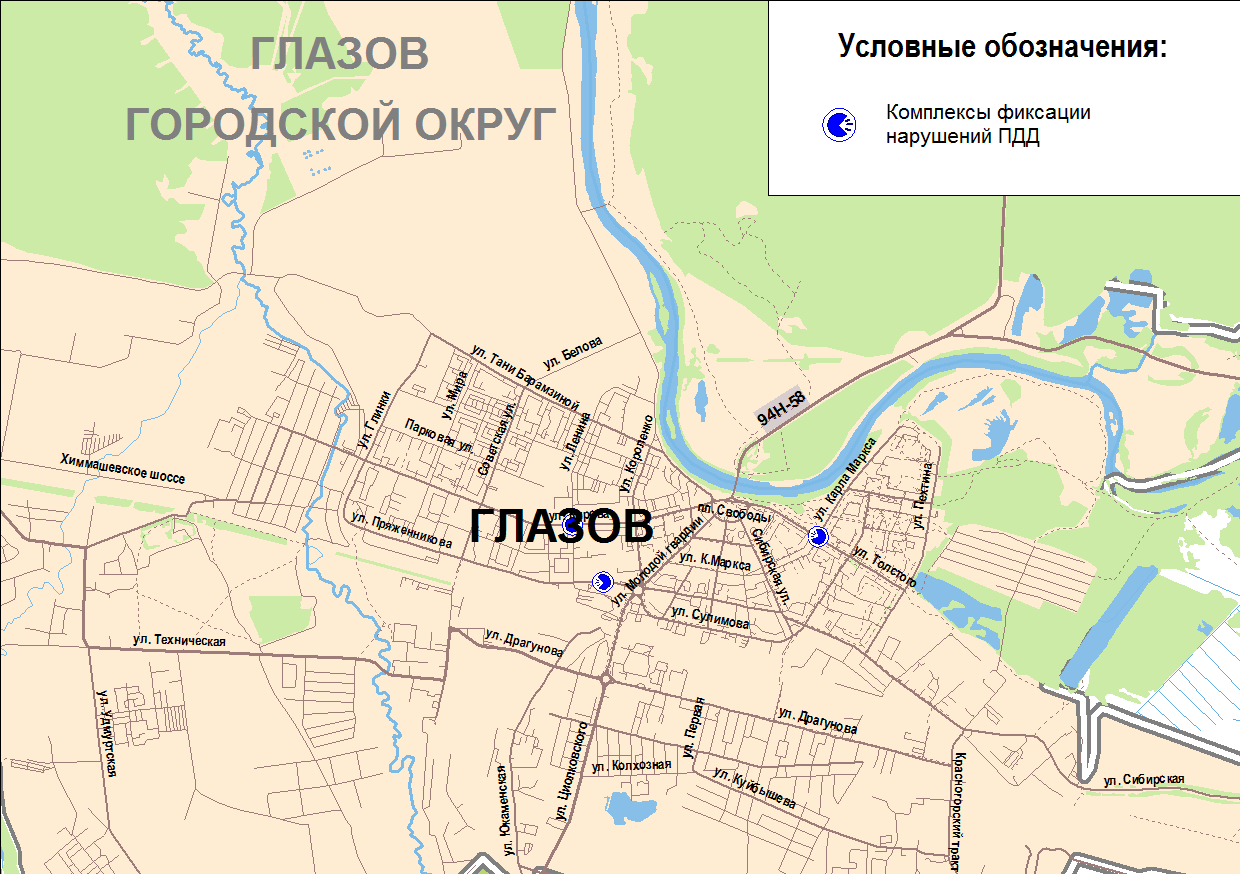 ГЛАЗОВ
ГОРОДСКОЙ ОКРУГ
Условные обозначения:
Комплексы фиксации
нарушений ПДД
ул. Тани Барамзиной
ул. Белова
ул. Мира
ул. Глинки
94Н-58
Парковая ул.
Советская ул.
ул. Ленина
ул. Короленко
ул. Карла Маркса
Химмашевское шоссе
ул. Пехтина
ул. Пряженникова
ГЛАЗОВ
пл. Свободы
ул. Молодой гвардии
ул. К.Маркса
Сибирская ул.
ул. Толстого
ул. Сулимова
ул. Техническая
ул. Драгунова
ул. Удмуртская
ул. Первая
ул. Драгунова
ул. Циолковского
ул. Колхозная
ул. Куйбышева
ул. Юкаменская
Красногорский тракт
ул. Сибирская